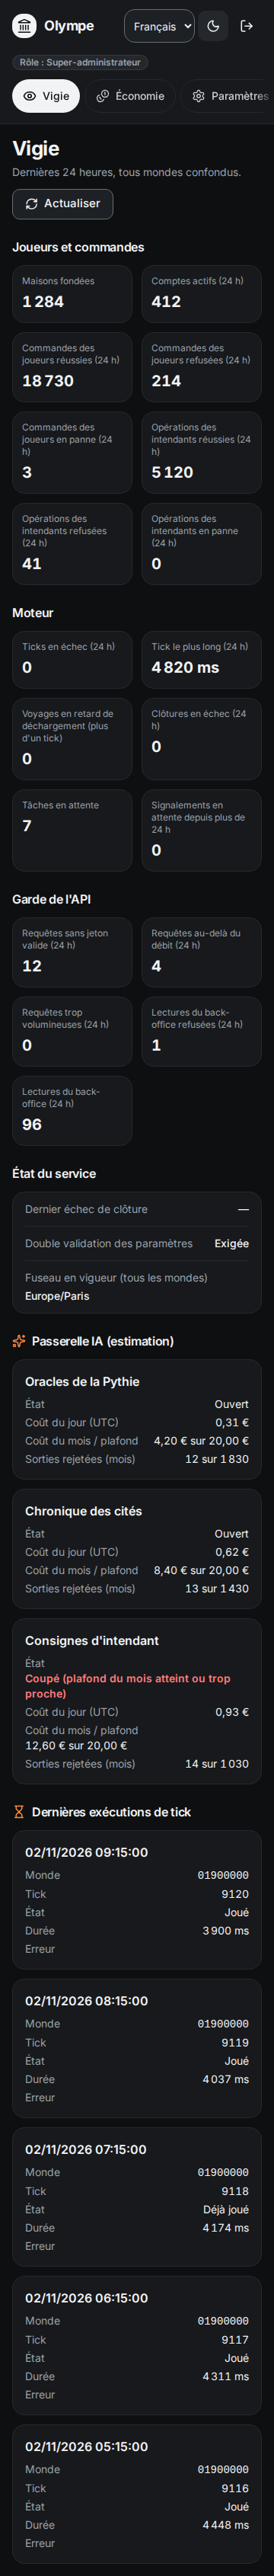 Olympe
Français
Rôle : Super-administrateur
Vigie
Économie
Paramètres
Vigie
Dernières 24 heures, tous mondes confondus.
Actualiser
Joueurs et commandes
Maisons fondées
1 284
Comptes actifs (24 h)
412
Commandes des
joueurs réussies (24 h)
18 730
Commandes des
joueurs refusées (24 h)
214
Commandes des
joueurs en panne (24
h)
3
Opérations des
intendants réussies (24
h)
5 120
Opérations des
intendants refusées
(24 h)
41
Opérations des
intendants en panne
(24 h)
0
Moteur
Ticks en échec (24 h)
0
Tick le plus long (24 h)
4 820 ms
Voyages en retard de
déchargement (plus
d'un tick)
0
Clôtures en échec (24
h)
0
Tâches en attente
7
Signalements en
attente depuis plus de
24 h
0
Garde de l'API
Requêtes sans jeton
valide (24 h)
12
Requêtes au-delà du
débit (24 h)
4
Requêtes trop
volumineuses (24 h)
0
Lectures du back-
office refusées (24 h)
1
Lectures du back-
office (24 h)
96
État du service
Dernier échec de clôture —
Double validation des paramètres Exigée
Fuseau en vigueur (tous les mondes)
Europe/Paris
Passerelle IA (estimation)
Oracles de la Pythie
État Ouvert
Coût du jour (UTC) 0,31 €
Coût du mois / plafond 4,20 € sur 20,00 €
Sorties rejetées (mois) 12 sur 1 830
Chronique des cités
État Ouvert
Coût du jour (UTC) 0,62 €
Coût du mois / plafond 8,40 € sur 20,00 €
Sorties rejetées (mois) 13 sur 1 430
Consignes d'intendant
État
Coupé (plafond du mois atteint ou trop
proche)
Coût du jour (UTC) 0,93 €
Coût du mois / plafond
12,60 € sur 20,00 €
Sorties rejetées (mois) 14 sur 1 030
Dernières exécutions de tick
02/11/2026 09:15:00
Monde 01900000
Tick 9120
État Joué
Durée 3 900 ms
Erreur
02/11/2026 08:15:00
Monde 01900000
Tick 9119
État Joué
Durée 4 037 ms
Erreur
02/11/2026 07:15:00
Monde 01900000
Tick 9118
État Déjà joué
Durée 4 174 ms
Erreur
02/11/2026 06:15:00
Monde 01900000
Tick 9117
État Joué
Durée 4 311 ms
Erreur
02/11/2026 05:15:00
Monde 01900000
Tick 9116
État Joué
Durée 4 448 ms
Erreur